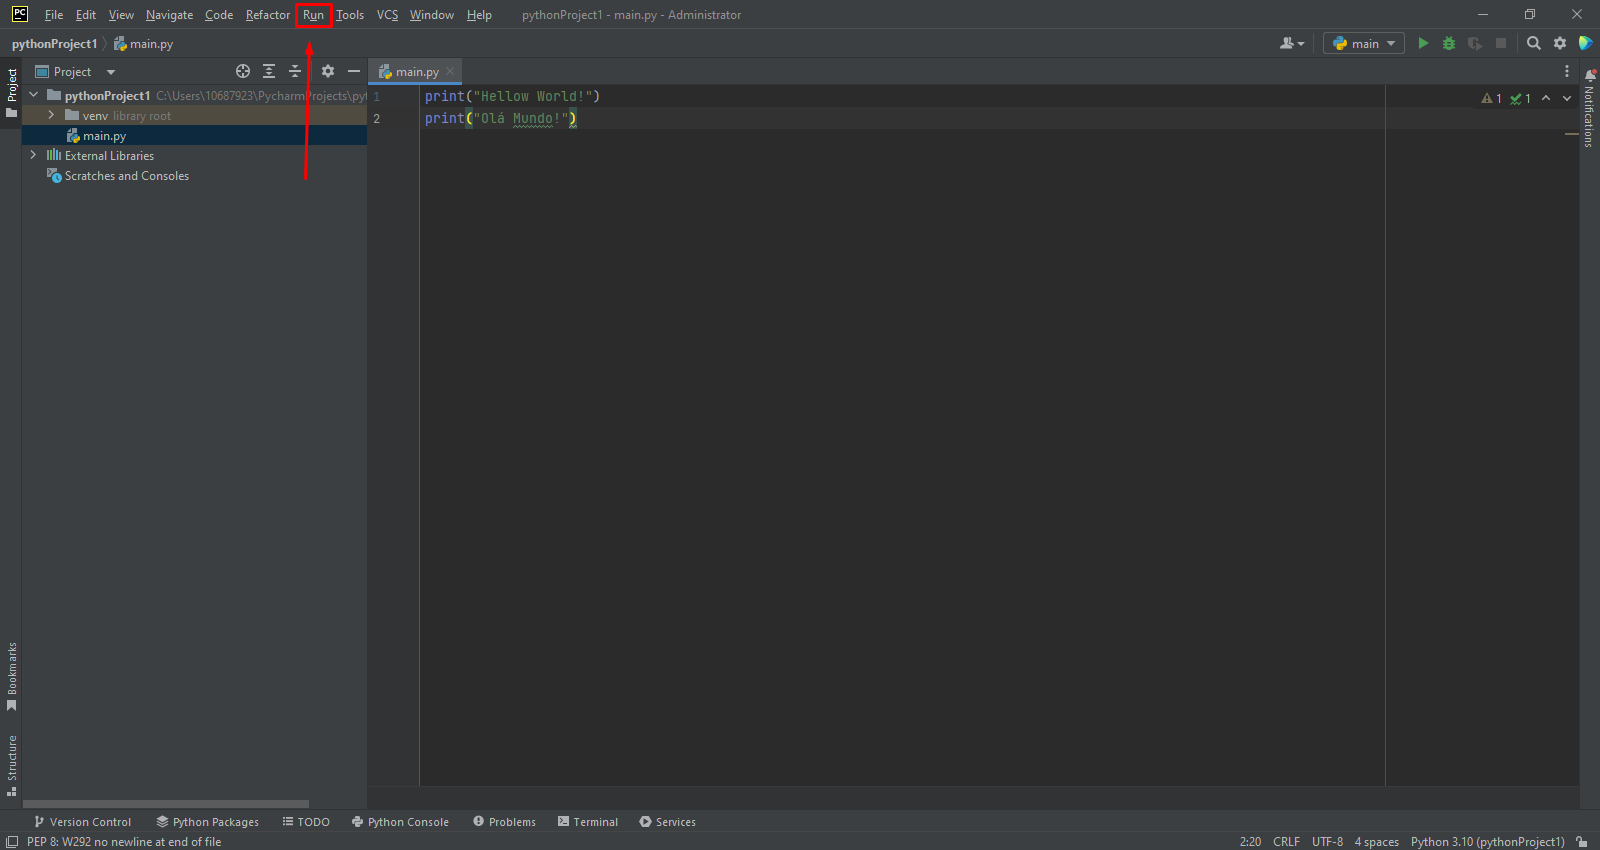 PC File Edit View Navigate Code Refactor Run Tools VCS Window Help pythonProject1 - main.py - Administrator
pythonProject1 main.py main
Project main.py
Project
pythonProject1 C:\Users\10687923\PycharmProjects\pyt
venv library root
main.py
External Libraries
Scratches and Consoles
1 print("Hellow World!")
2 print("Olá Mundo!")
1 1
Notifications
Bookmarks
Structure
Version Control Python Packages TODO Python Console Problems Terminal Services
PEP 8: W292 no newline at end of file 2:20 CRLF UTF-8 4 spaces Python 3.10 (pythonProject1)